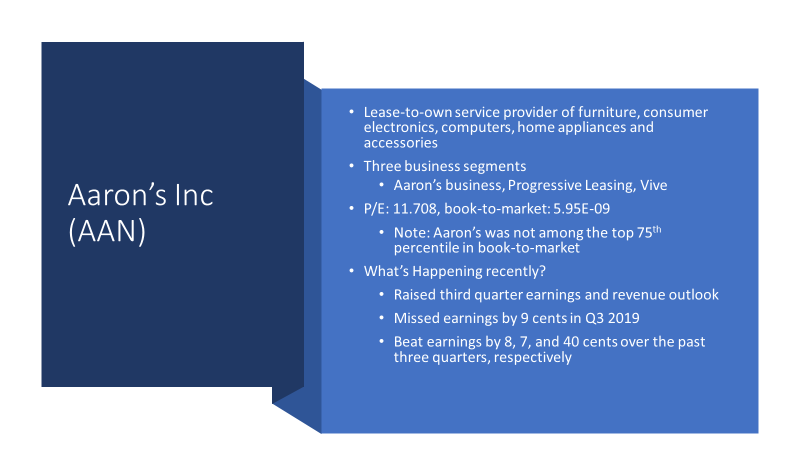 Aaron's Inc
(AAN)
• Lease-to-own service provider of furniture, consumer
electronics, computers, home appliances and
accessories
• Three business segments
• Aaron's business, Progressive Leasing, Vive
• P/E: 11.708, book-to-market: 5.95E-09
• Note: Aaron's was not among the top 75th
percentile in book-to-market
• What's Happening recently?
• Raised third quarter earnings and revenue outlook
• Missed earnings by 9 cents in Q3 2019
• Beat earnings by 8, 7, and 40 cents over the past
three quarters, respectively